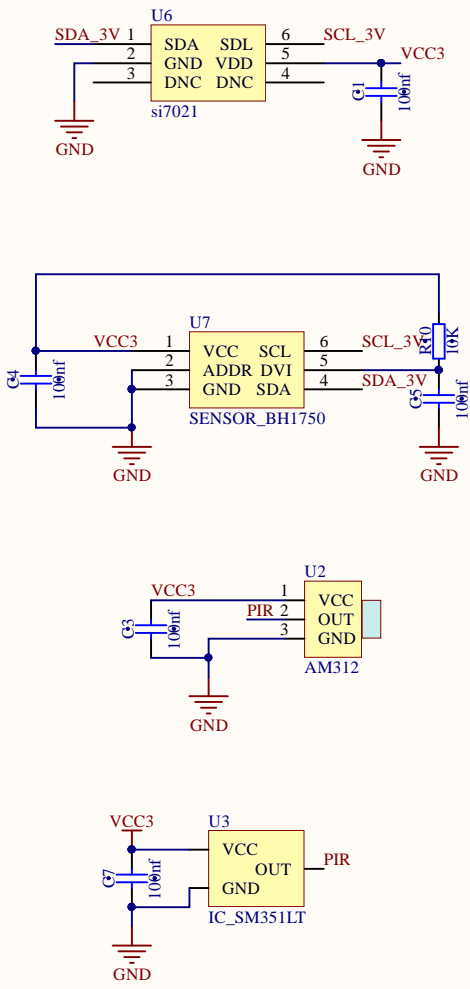 U6
SDA_3V 1 SDA SDL 6 SCL_3V
2 GND VDD 5 VCC3
3 DNC DNC 4
C1 100nf
si7021
GND
GND
U7
R10 10K
VCC3 1 VCC SCL 6 SCL_3V
2 ADDR DVI 5
3 GND SDA 4 SDA_3V
C4 100nf
C5 100nf
SENSOR_BH1750
GND
GND
U2
VCC3 1 VCC
PIR 2 OUT
3 GND
C3 100nf
AM312
GND
VCC3
U3
VCC
OUT PIR
GND
C7 100nf
IC_SM351LT
GND